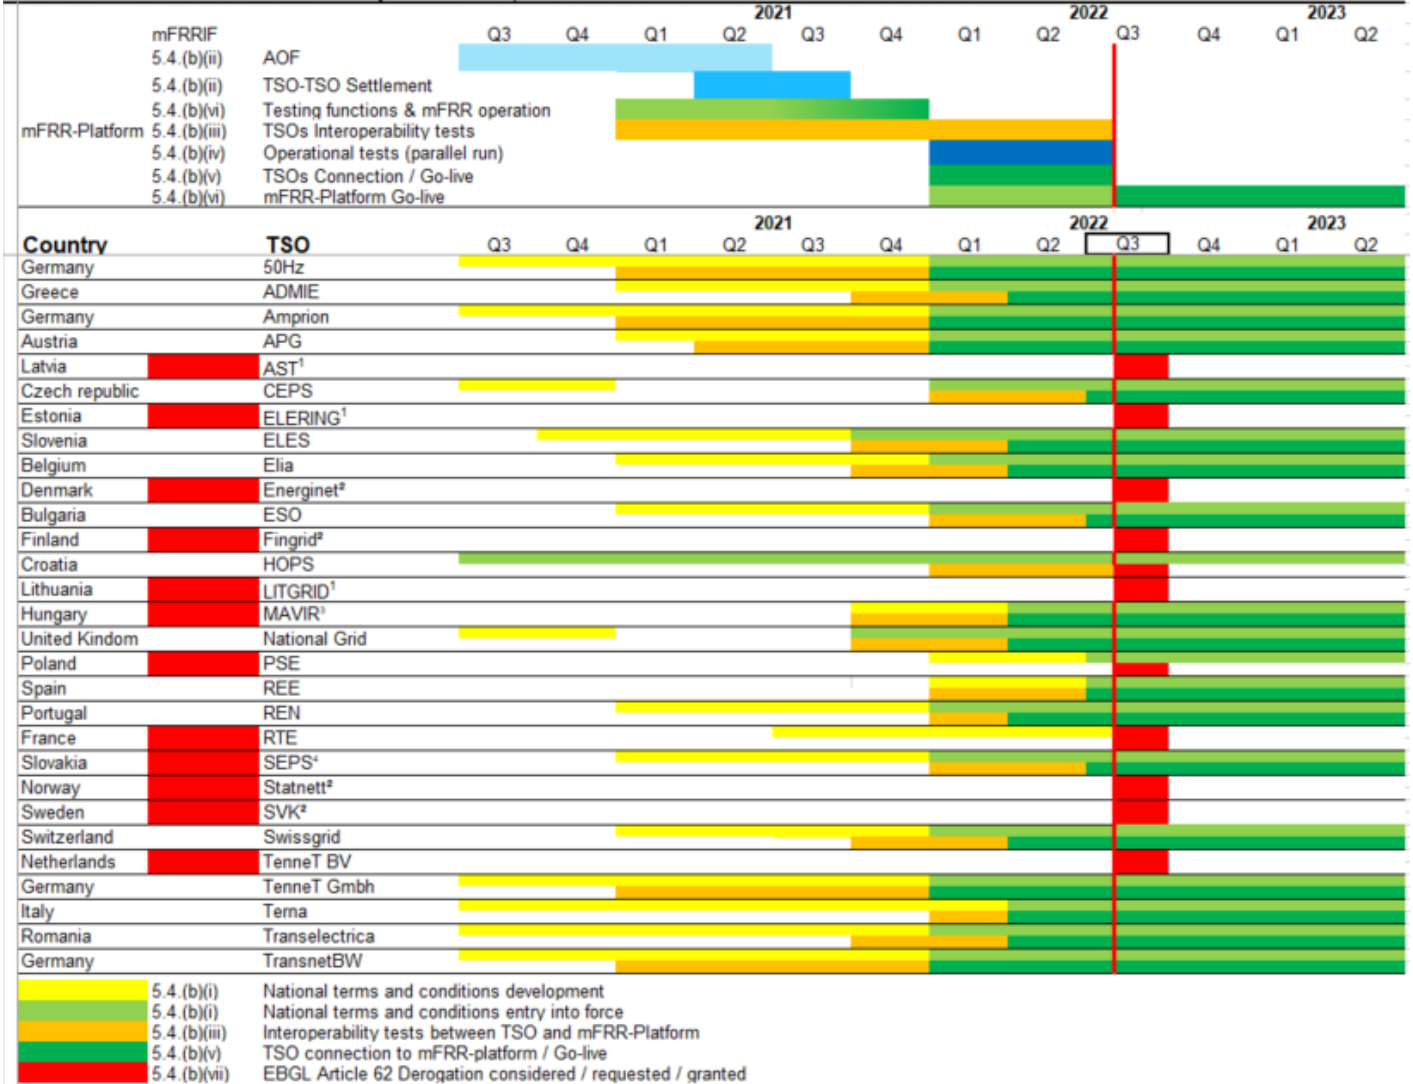 2021 2022 2023
mFRRIF Q3 Q4 Q1 Q2 Q3 Q4 Q1 Q2 Q3 Q4 Q1 Q2
5.4.(b)(ii) AOF
5.4.(b)(ii) TSO-TSO Settlement
5.4.(b)(vi) Testing functions & mFRR operation
mFRR-Platform 5.4.(b)(iii) TSOs Interoperability tests
5.4.(b)(iv) Operational tests (parallel run)
5.4.(b)(v) TSOs Connection / Go-live
5.4.(b)(vi) mFRR-Platform Go-live
2021 2022 2023
Country TSO Q3 Q4 Q1 Q2 Q3 Q4 Q1 Q2 Q3 Q4 Q1 Q2
Germany 50Hz
Greece ADMIE
Germany Amprion
Austria APG
Latvia AST¹
Czech republic CEPS
Estonia ELERING¹
Slovenia ELES
Belgium Elia
Denmark Energinet²
Bulgaria ESO
Finland Fingrid²
Croatia HOPS
Lithuania LITGRID¹
Hungary MAVIR³
United Kindom National Grid
Poland PSE
Spain REE
Portugal REN
France RTE
Slovakia SEPS⁴
Norway Statnett²
Sweden SVK²
Switzerland Swissgrid
Netherlands TenneT BV
Germany TenneT Gmbh
Italy Terna
Romania Transelectrica
Germany TransnetBW
5.4.(b)(i) National terms and conditions development
5.4.(b)(i) National terms and conditions entry into force
5.4.(b)(iii) Interoperability tests between TSO and mFRR-Platform
5.4.(b)(v) TSO connection to mFRR-platform / Go-live
5.4.(b)(vii) EBGL Article 62 Derogation considered / requested / granted